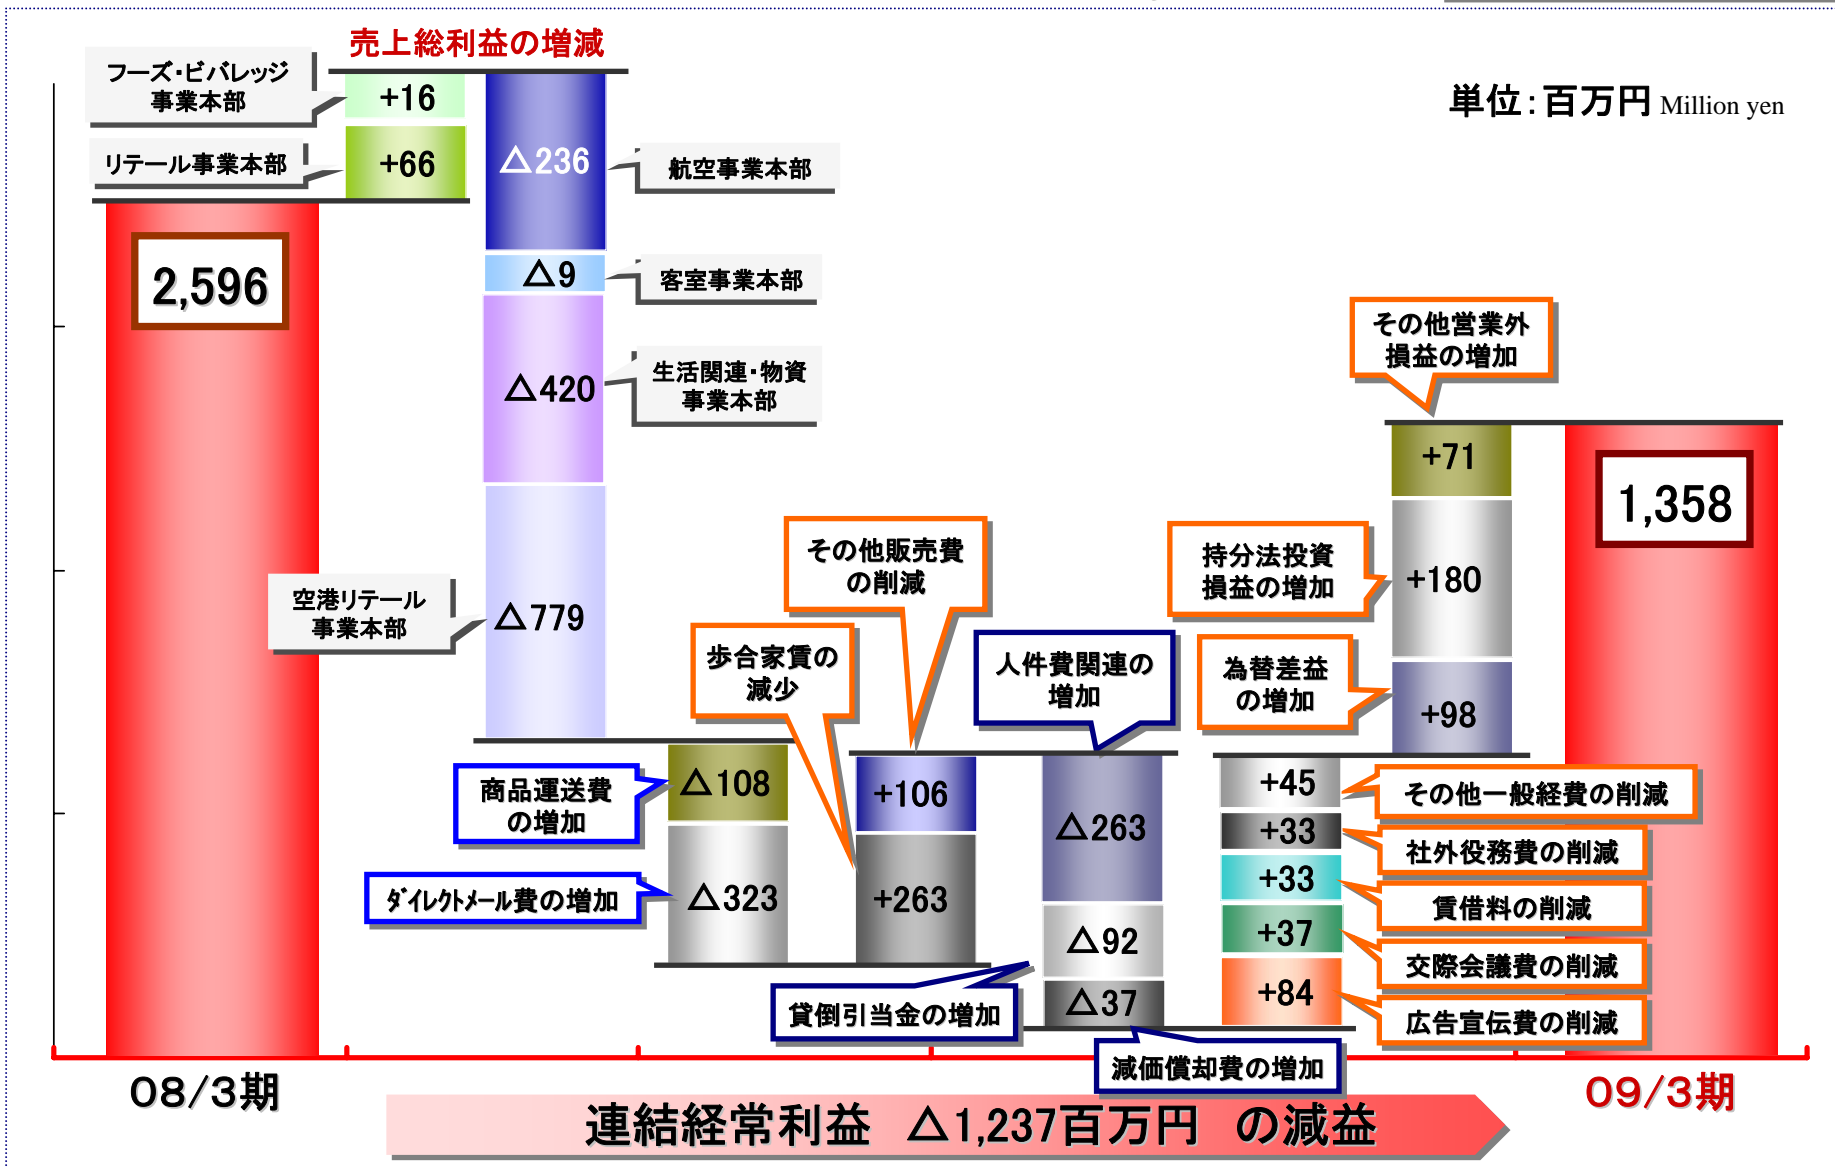 売上総利益の増減
単位：百万円 Million yen
フーズ・ビバレッジ
事業本部
+16
リテール事業本部
+66
△236
航空事業本部
2,596
△9
客室事業本部
△420
生活関連・物資
事業本部
空港リテール
事業本部
△779
商品運送費
の増加
△108
ﾀﾞｲﾚｸﾄﾒｰﾙ費の増加
△323
歩合家賃の
減少
その他販売費
の削減
+106
+263
人件費関連の
増加
△263
△92
△37
貸倒引当金の増加
減価償却費の増加
その他営業外
損益の増加
+71
持分法投資
損益の増加
+180
為替差益
の増加
+98
+45
その他一般経費の削減
+33
社外役務費の削減
+33
賃借料の削減
+37
交際会議費の削減
+84
広告宣伝費の削減
1,358
08/3期
09/3期
連結経常利益 △1,237百万円 の減益